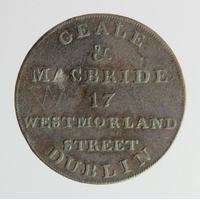 GEALE
&
MACBRIDE
17
WESTMORLAND
STREET
DUBLIN